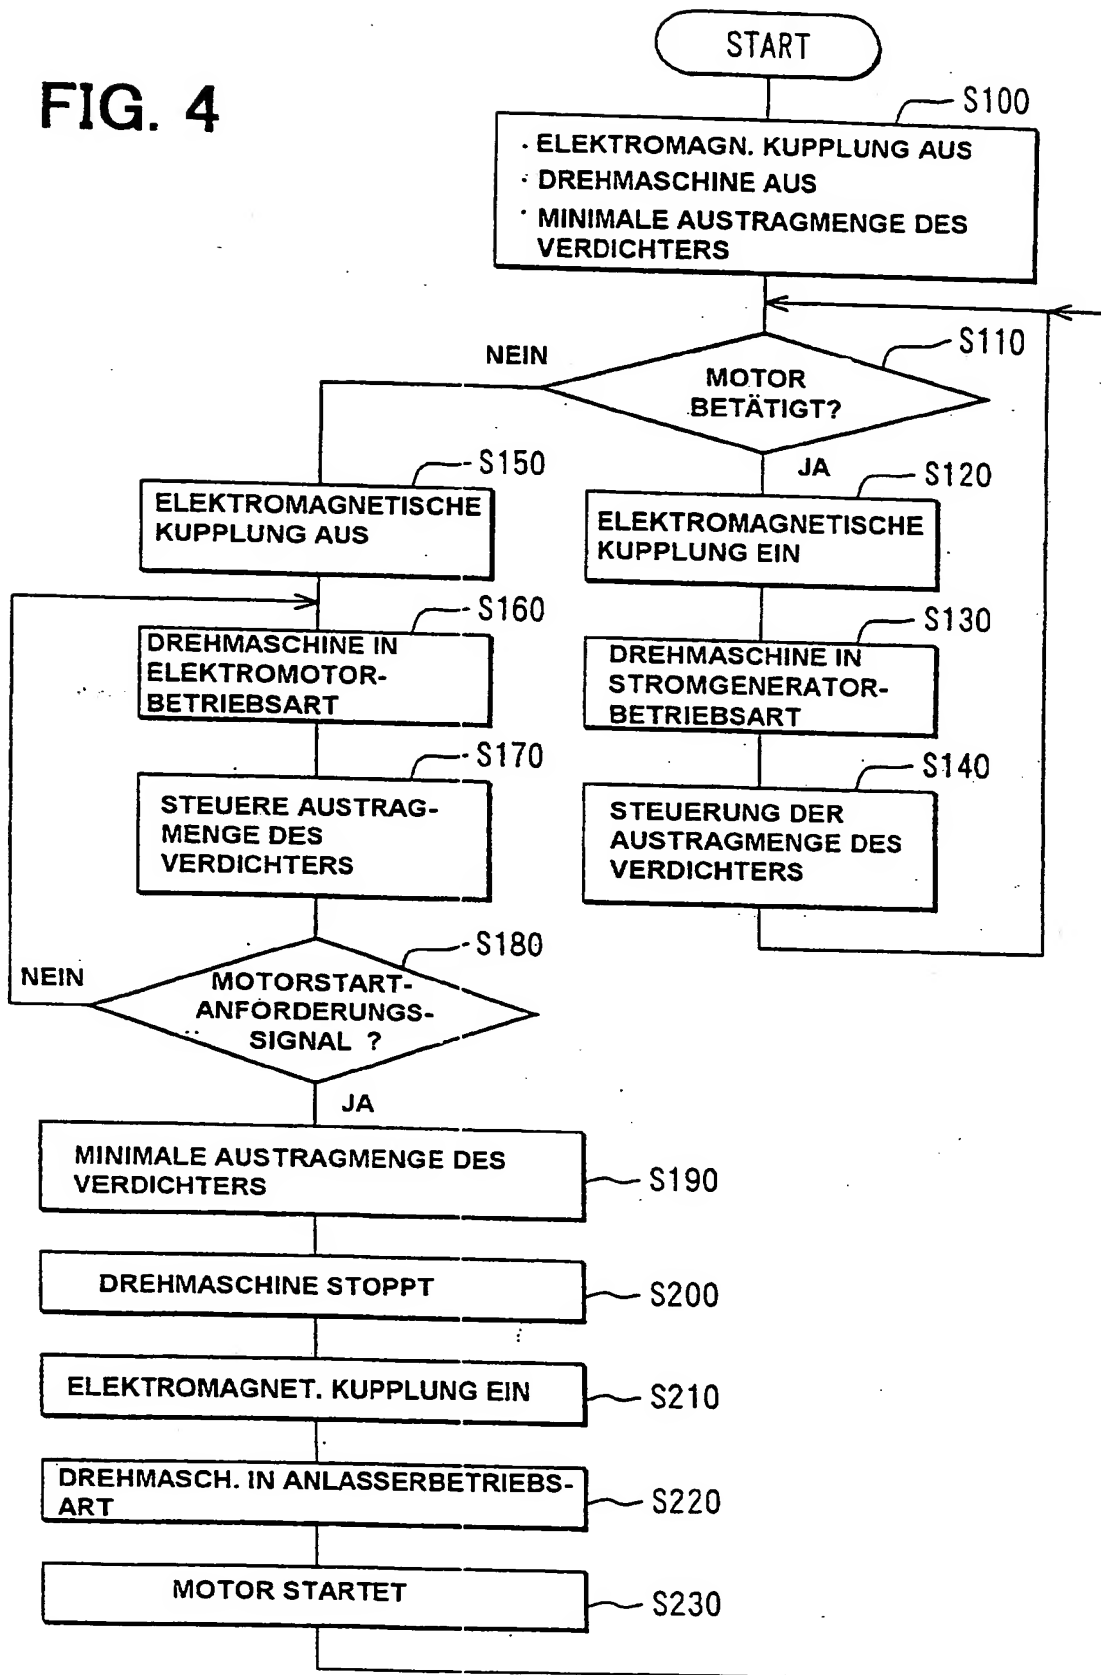 FIG. 4
START
S100
· ELEKTROMAGN. KUPPLUNG AUS
· DREHMASCHINE AUS
· MINIMALE AUSTRAGMENGE DES
VERDICHTERS
S110
NEIN
MOTOR
BETÄTIGT?
JA
S150
ELEKTROMAGNETISCHE
KUPPLUNG AUS
S120
ELEKTROMAGNETISCHE
KUPPLUNG EIN
S160
DREHMASCHINE IN
ELEKTROMOTOR-
BETRIEBSART
S130
DREHMASCHINE IN
STROMGENERATOR-
BETRIEBSART
S170
STEUERE AUSTRAG-
MENGE DES
VERDICHTERS
S140
STEUERUNG DER
AUSTRAGMENGE DES
VERDICHTERS
S180
NEIN
MOTORSTART-
ANFORDERUNGS-
SIGNAL ?
JA
MINIMALE AUSTRAGMENGE DES
VERDICHTERS
S190
DREHMASCHINE STOPPT
S200
ELEKTROMAGNET. KUPPLUNG EIN
S210
DREHMASCH. IN ANLASSERBETRIEBS-
ART
S220
MOTOR STARTET
S230